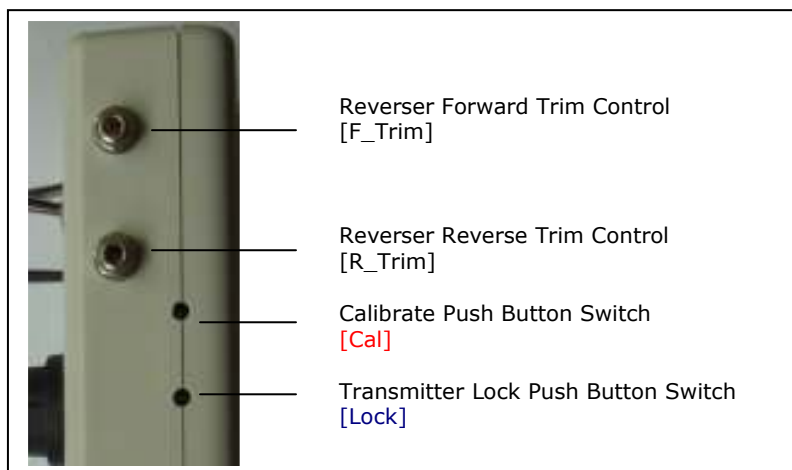 Reverser Forward Trim Control
[F_Trim]
Reverser Reverse Trim Control
[R_Trim]
Calibrate Push Button Switch
[Cal]
Transmitter Lock Push Button Switch
[Lock]